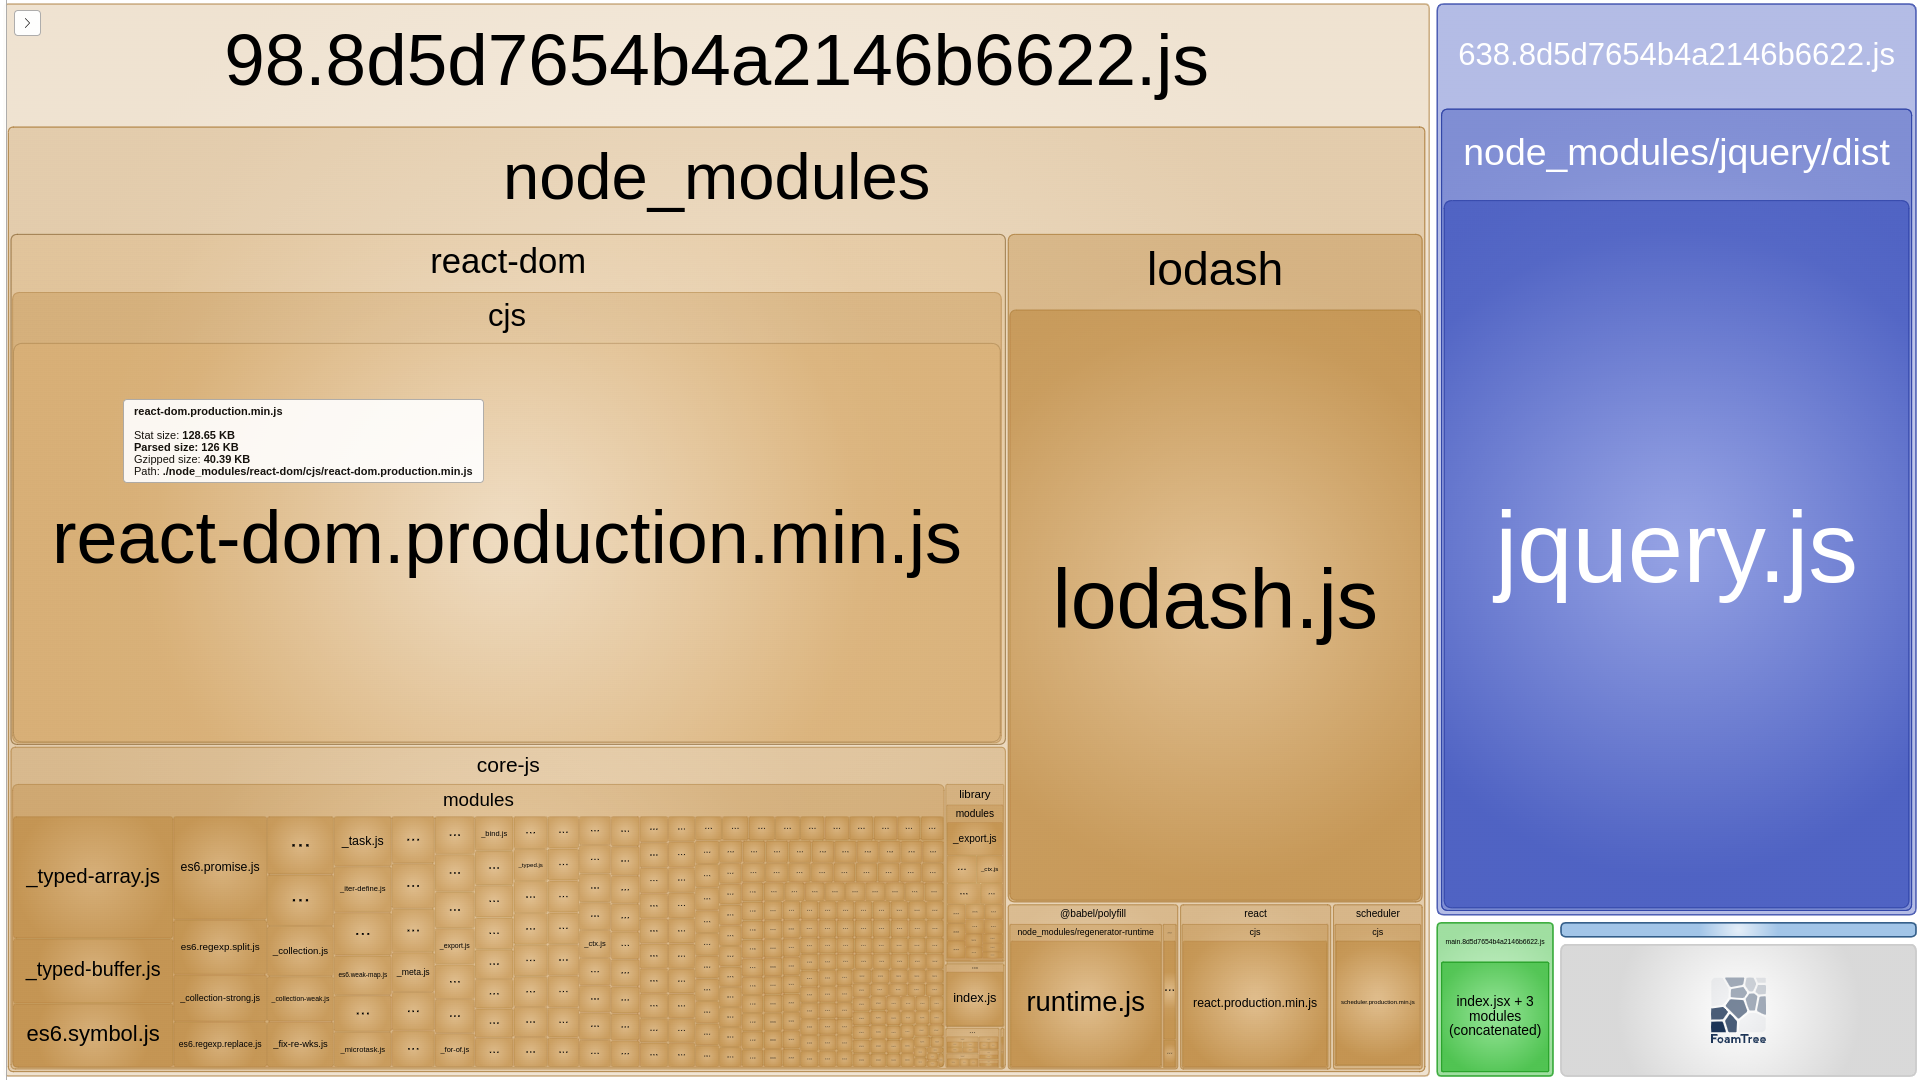 98.8d5d7654b4a2146b6622.js
node_modules
react-dom
cjs
react-dom.production.min.js
Stat size: 128.65 KB
Parsed size: 126 KB
Gzipped size: 40.39 KB
Path: ./node_modules/react-dom/cjs/react-dom.production.min.js
react-dom.production.min.js
core-js
modules
_typed-array.js
_typed-buffer.js
es6.symbol.js
es6.promise.js
es6.regexp.split.js
_collection-strong.js
es6.regexp.replace.js
...
...
_collection.js
_collection-weak.js
_fix-re-wks.js
_task.js
_iter-define.js
...
es6.weak-map.js
...
_microtask.js
...
...
...
_meta.js
...
...
...
...
...
_export.js
...
...
_for-of.js
_bind.js
_typed.js
_ctx.js
library
modules
_export.js
...
_ctx.js
index.js
lodash
lodash.js
@babel/polyfill
node_modules/regenerator-runtime
runtime.js
...
react
cjs
react.production.min.js
scheduler
cjs
scheduler.production.min.js
638.8d5d7654b4a2146b6622.js
node_modules/jquery/dist
jquery.js
main.8d5d7654b4a2146b6622.js
index.jsx + 3
modules
(concatenated)
FoamTree